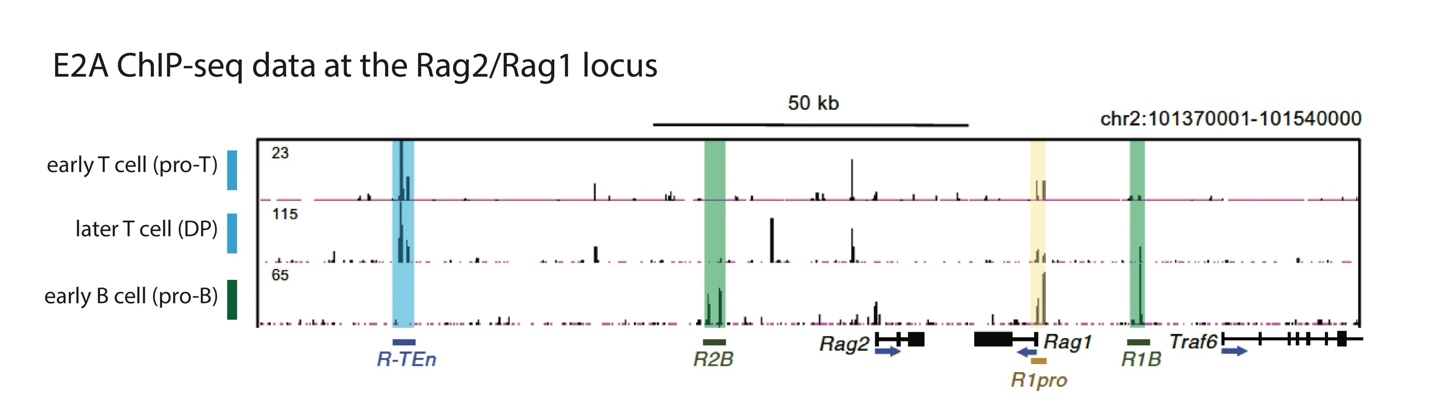 E2A ChIP-seq data at the Rag2/Rag1 locus
50 kb
chr2:101370001-101540000
early T cell (pro-T)
23
later T cell (DP)
115
early B cell (pro-B)
65
R-TEn
R2B
Rag2
Rag1
R1pro
R1B
Traf6